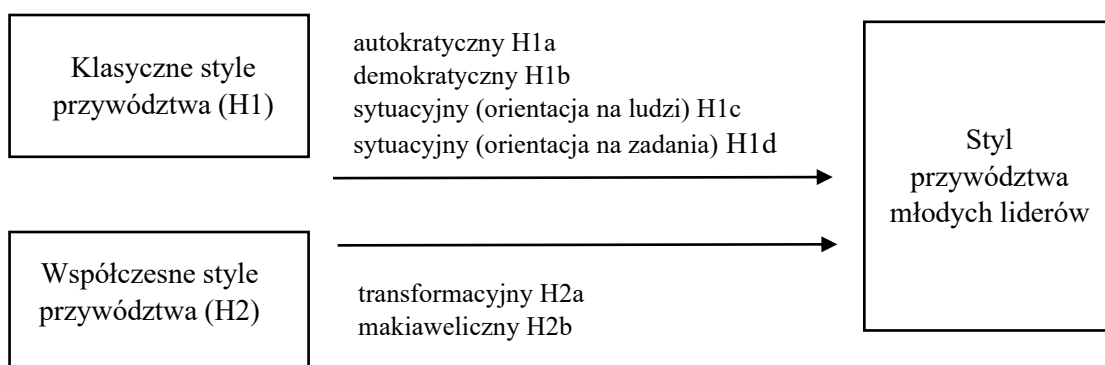 Klasyczne style
przywództwa (H1)
autokratyczny H1a
demokratyczny H1b
sytuacyjny (orientacja na ludzi) H1c
sytuacyjny (orientacja na zadania) H1d
Współczesne style
przywództwa (H2)
transformacyjny H2a
makiaweliczny H2b
Styl
przywództwa
młodych liderów